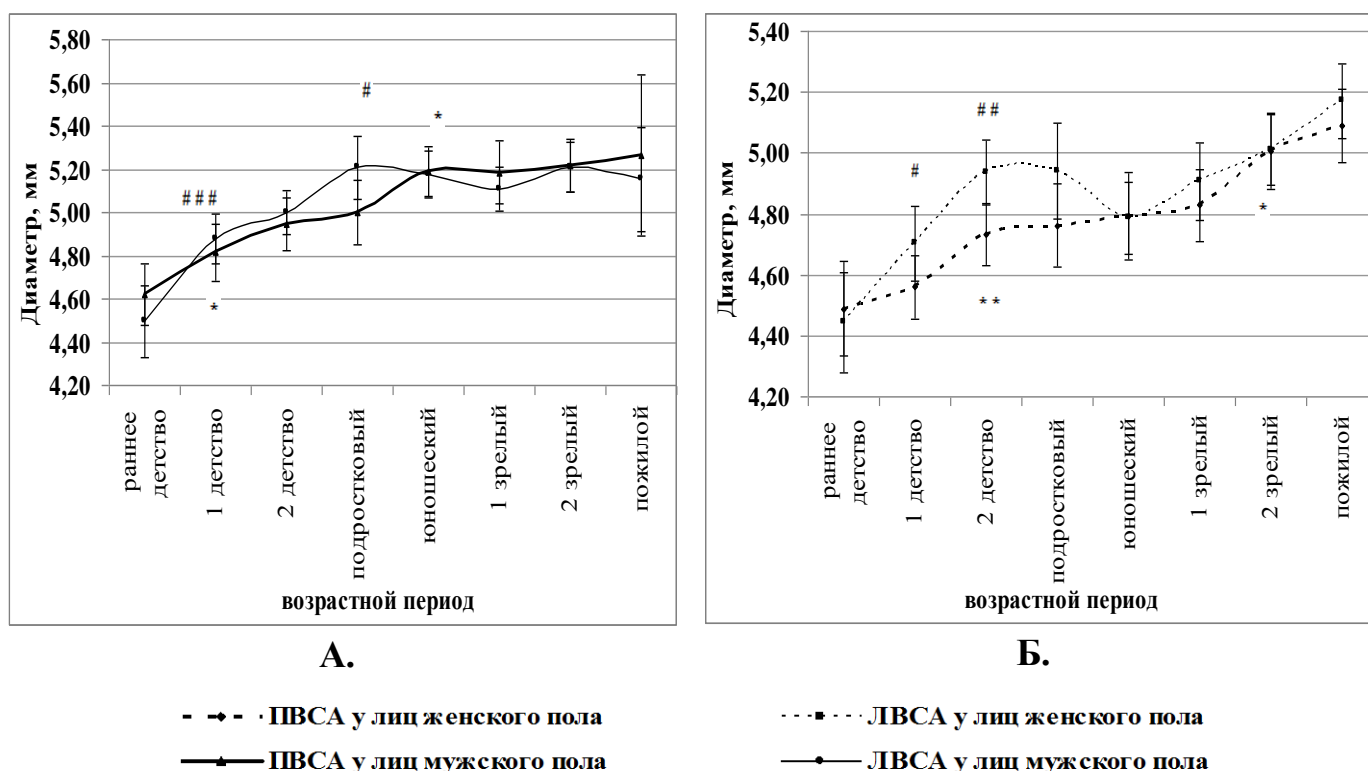 Диаметр, мм
5,80
5,60
5,40
5,20
5,00
4,80
4,60
4,40
4,20
#
*
# # #
*
раннее
детство
1 детство
2 детство
подростковый
юношеский
1 зрелый
2 зрелый
пожилой
возрастной период
А.
Диаметр, мм
5,40
5,20
5,00
4,80
4,60
4,40
4,20
# #
#
*
* *
раннее
детство
1 детство
2 детство
подростковый
юношеский
1 зрелый
2 зрелый
пожилой
возрастной период
Б.
ПВСА у лиц женского пола
ЛВСА у лиц женского пола
ПВСА у лиц мужского пола
ЛВСА у лиц мужского пола